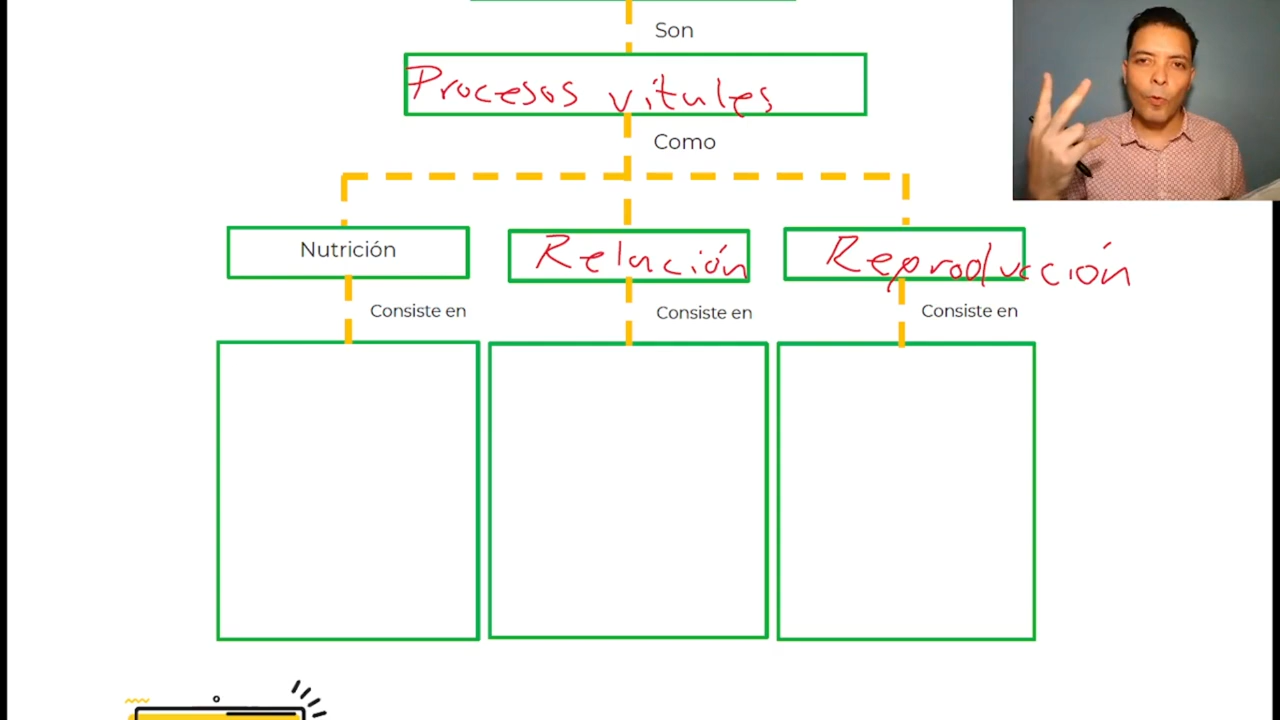 Son
Procesos vitales
Como
Nutrición Relación Reproducción
Consiste en Consiste en Consiste en